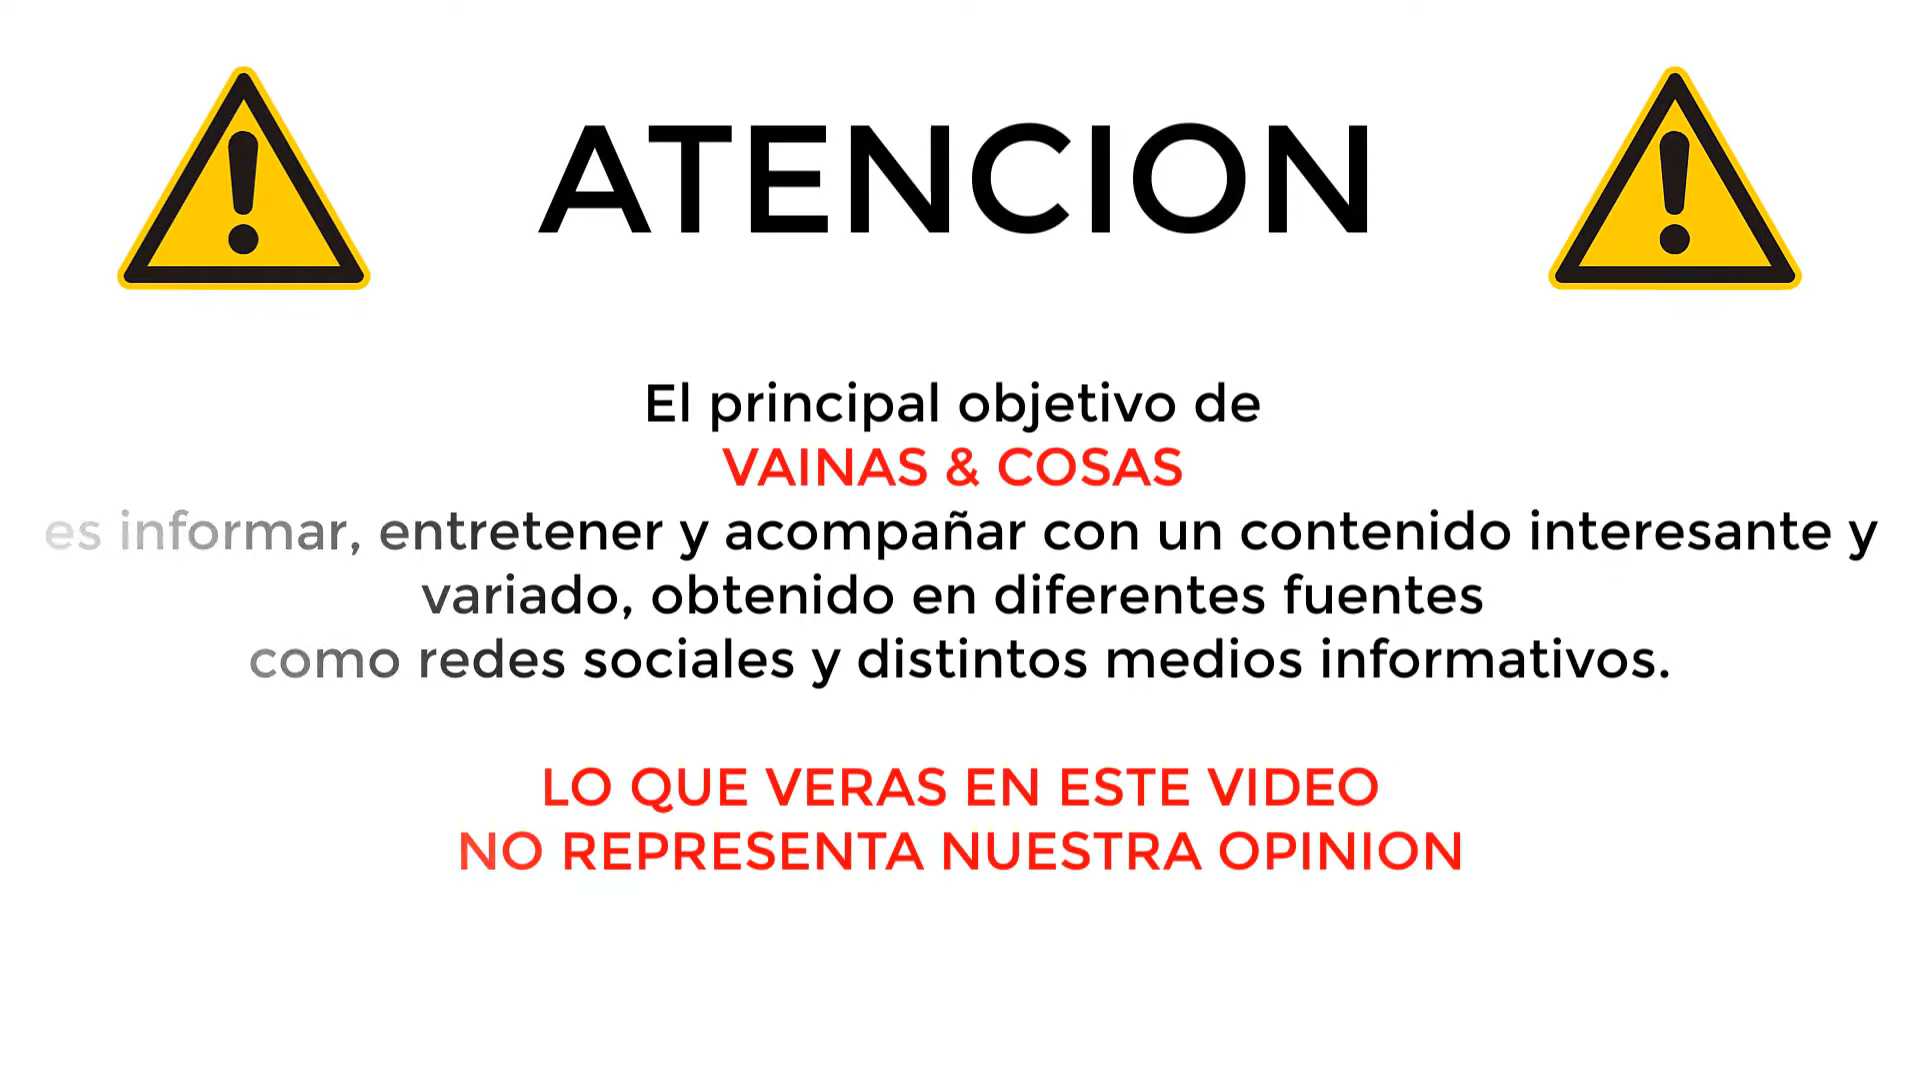 ATENCION
El principal objetivo de
VAINAS & COSAS
es informar, entretener y acompañar con un contenido interesante y
variado, obtenido en diferentes fuentes
como redes sociales y distintos medios informativos.
LO QUE VERAS EN ESTE VIDEO
NO REPRESENTA NUESTRA OPINION